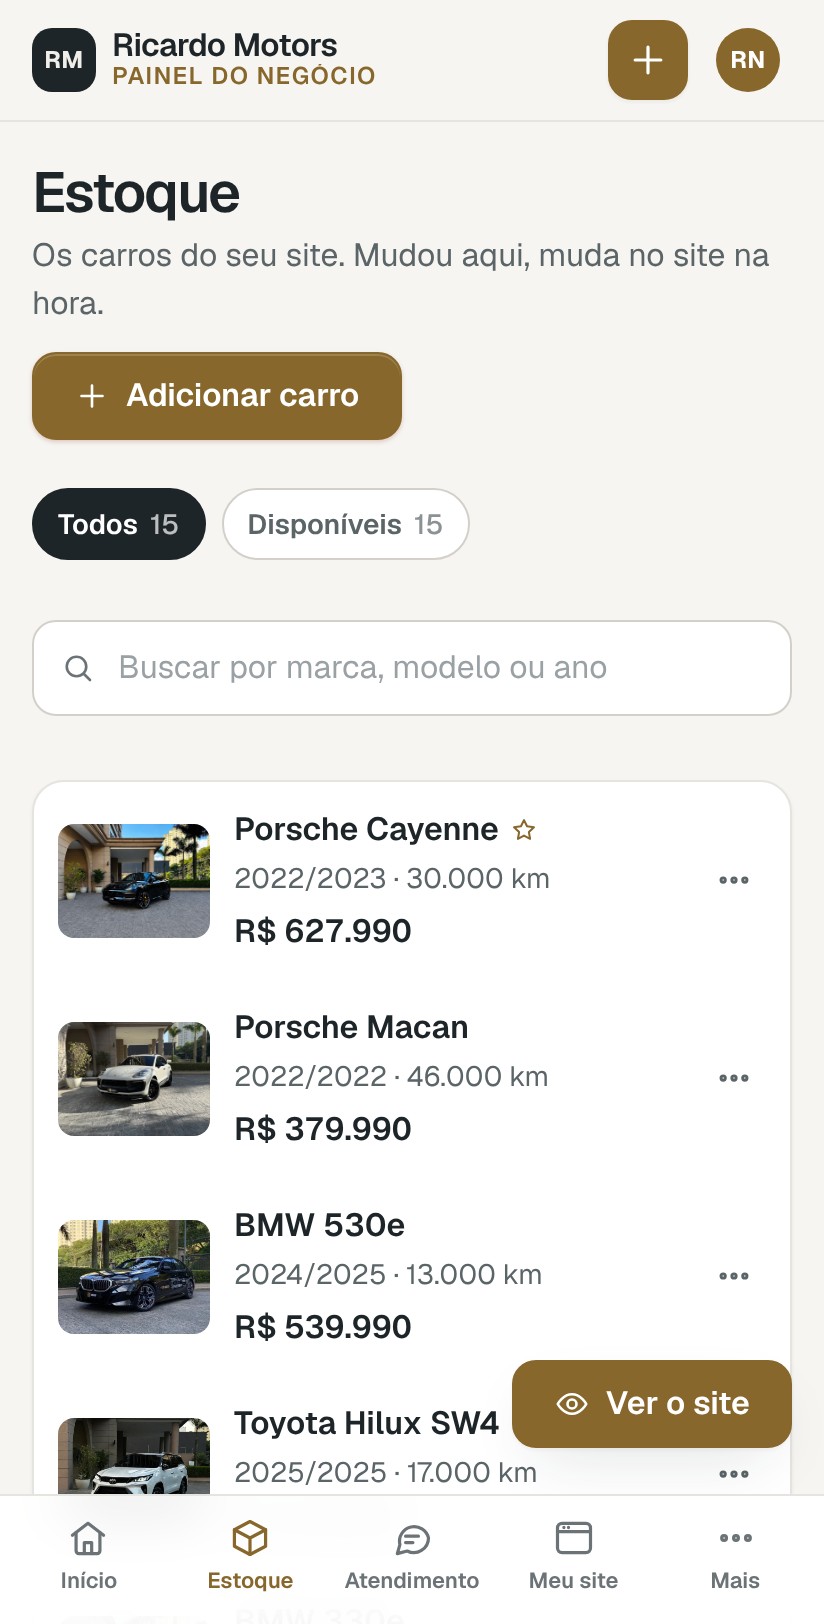 RM
Ricardo Motors
PAINEL DO NEGÓCIO
RN
Estoque
Os carros do seu site. Mudou aqui, muda no site na
hora.
Adicionar carro
Todos 15
Disponíveis 15
Buscar por marca, modelo ou ano
Porsche Cayenne
2022/2023 · 30.000 km
R$ 627.990
Porsche Macan
2022/2022 · 46.000 km
R$ 379.990
BMW 530e
2024/2025 · 13.000 km
R$ 539.990
Ver o site
Toyota Hilux SW4
2025/2025 · 17.000 km
Início
Estoque
Atendimento
Meu site
Mais
BMW 330e